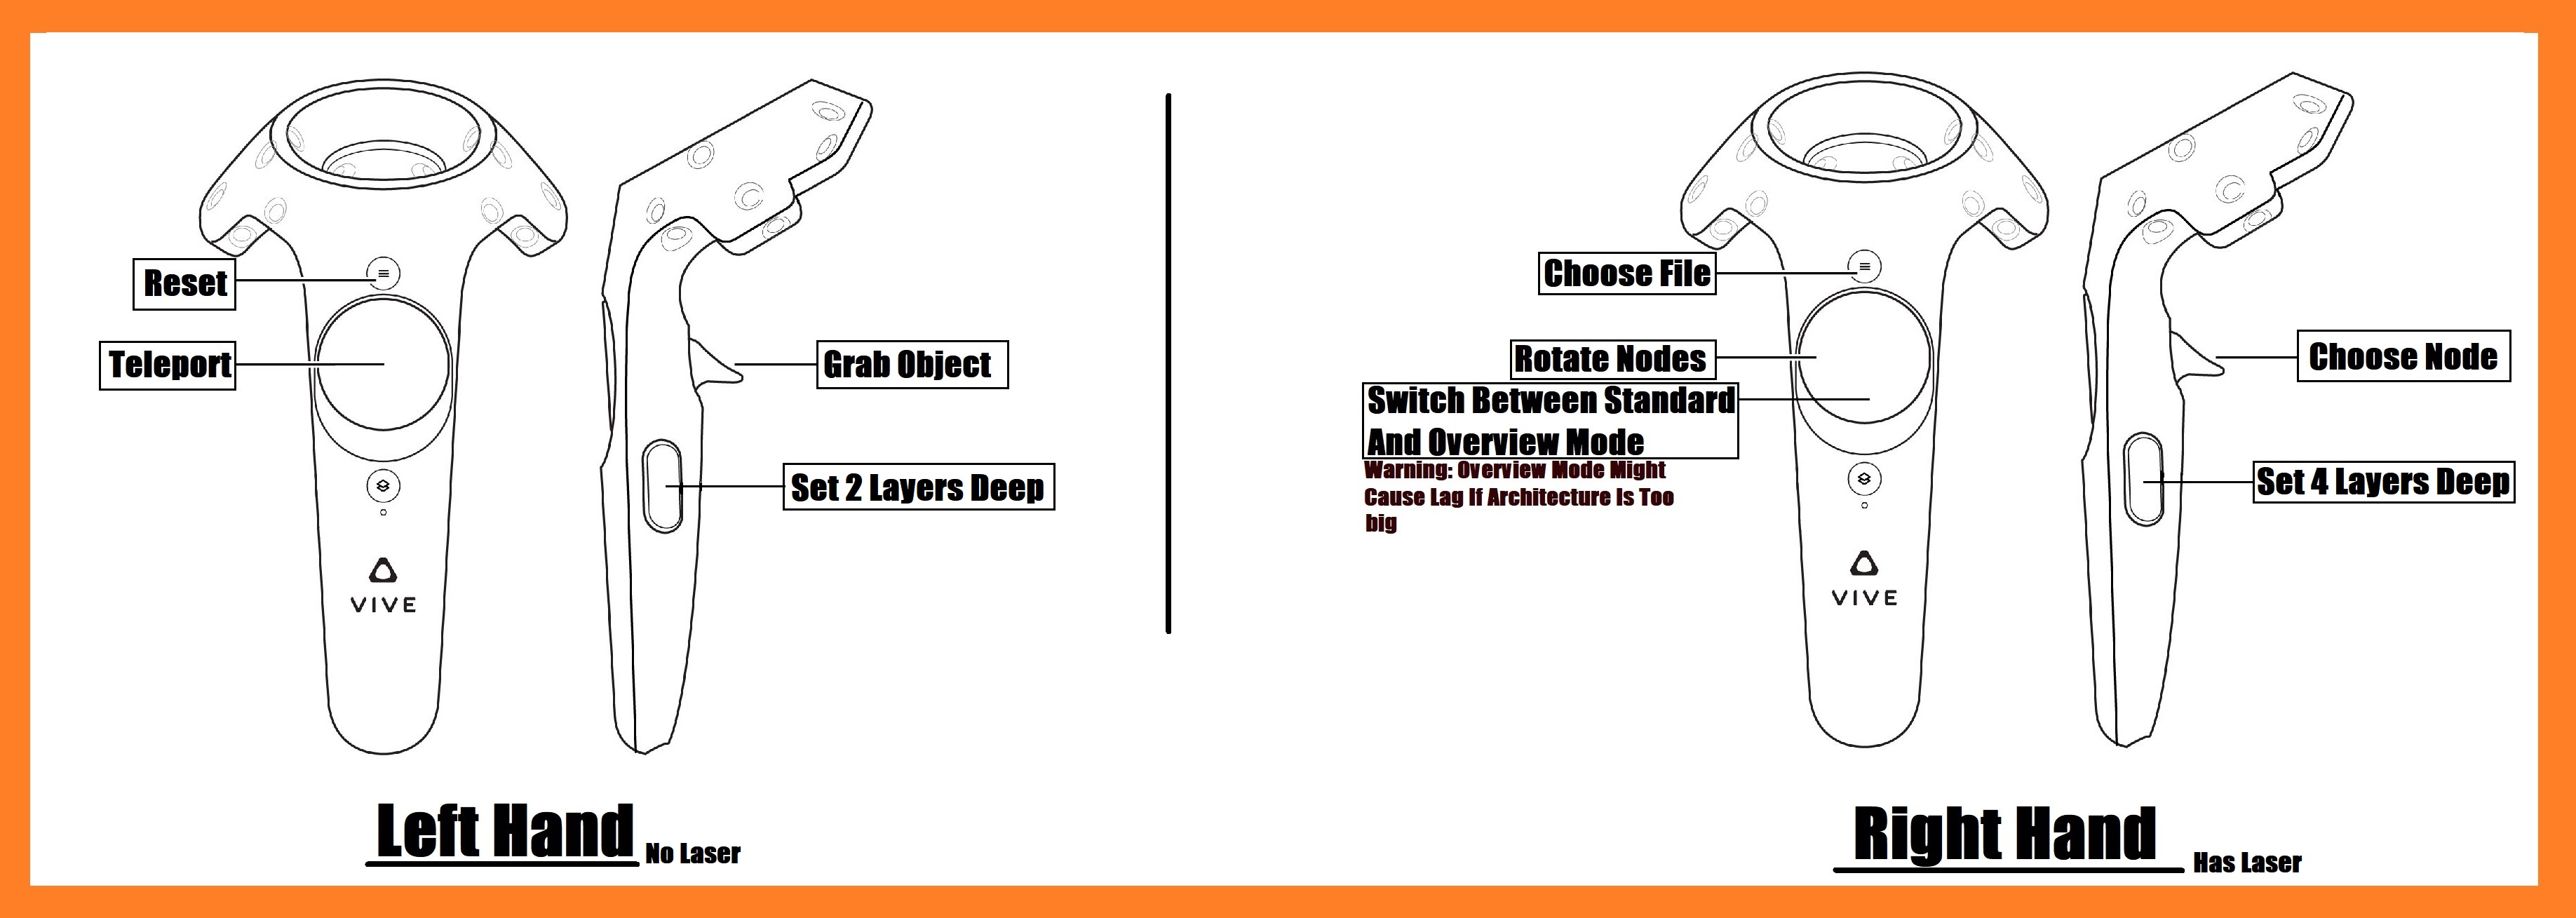 Reset
Teleport
Grab Object
Set 2 Layers Deep
VIVE
Left Hand
No Laser
Choose File
Rotate Nodes
Switch Between Standard
And Overview Mode
Warning: Overview Mode Might
Cause Lag If Architecture Is Too
big
Choose Node
Set 4 Layers Deep
VIVE
Right Hand
Has Laser